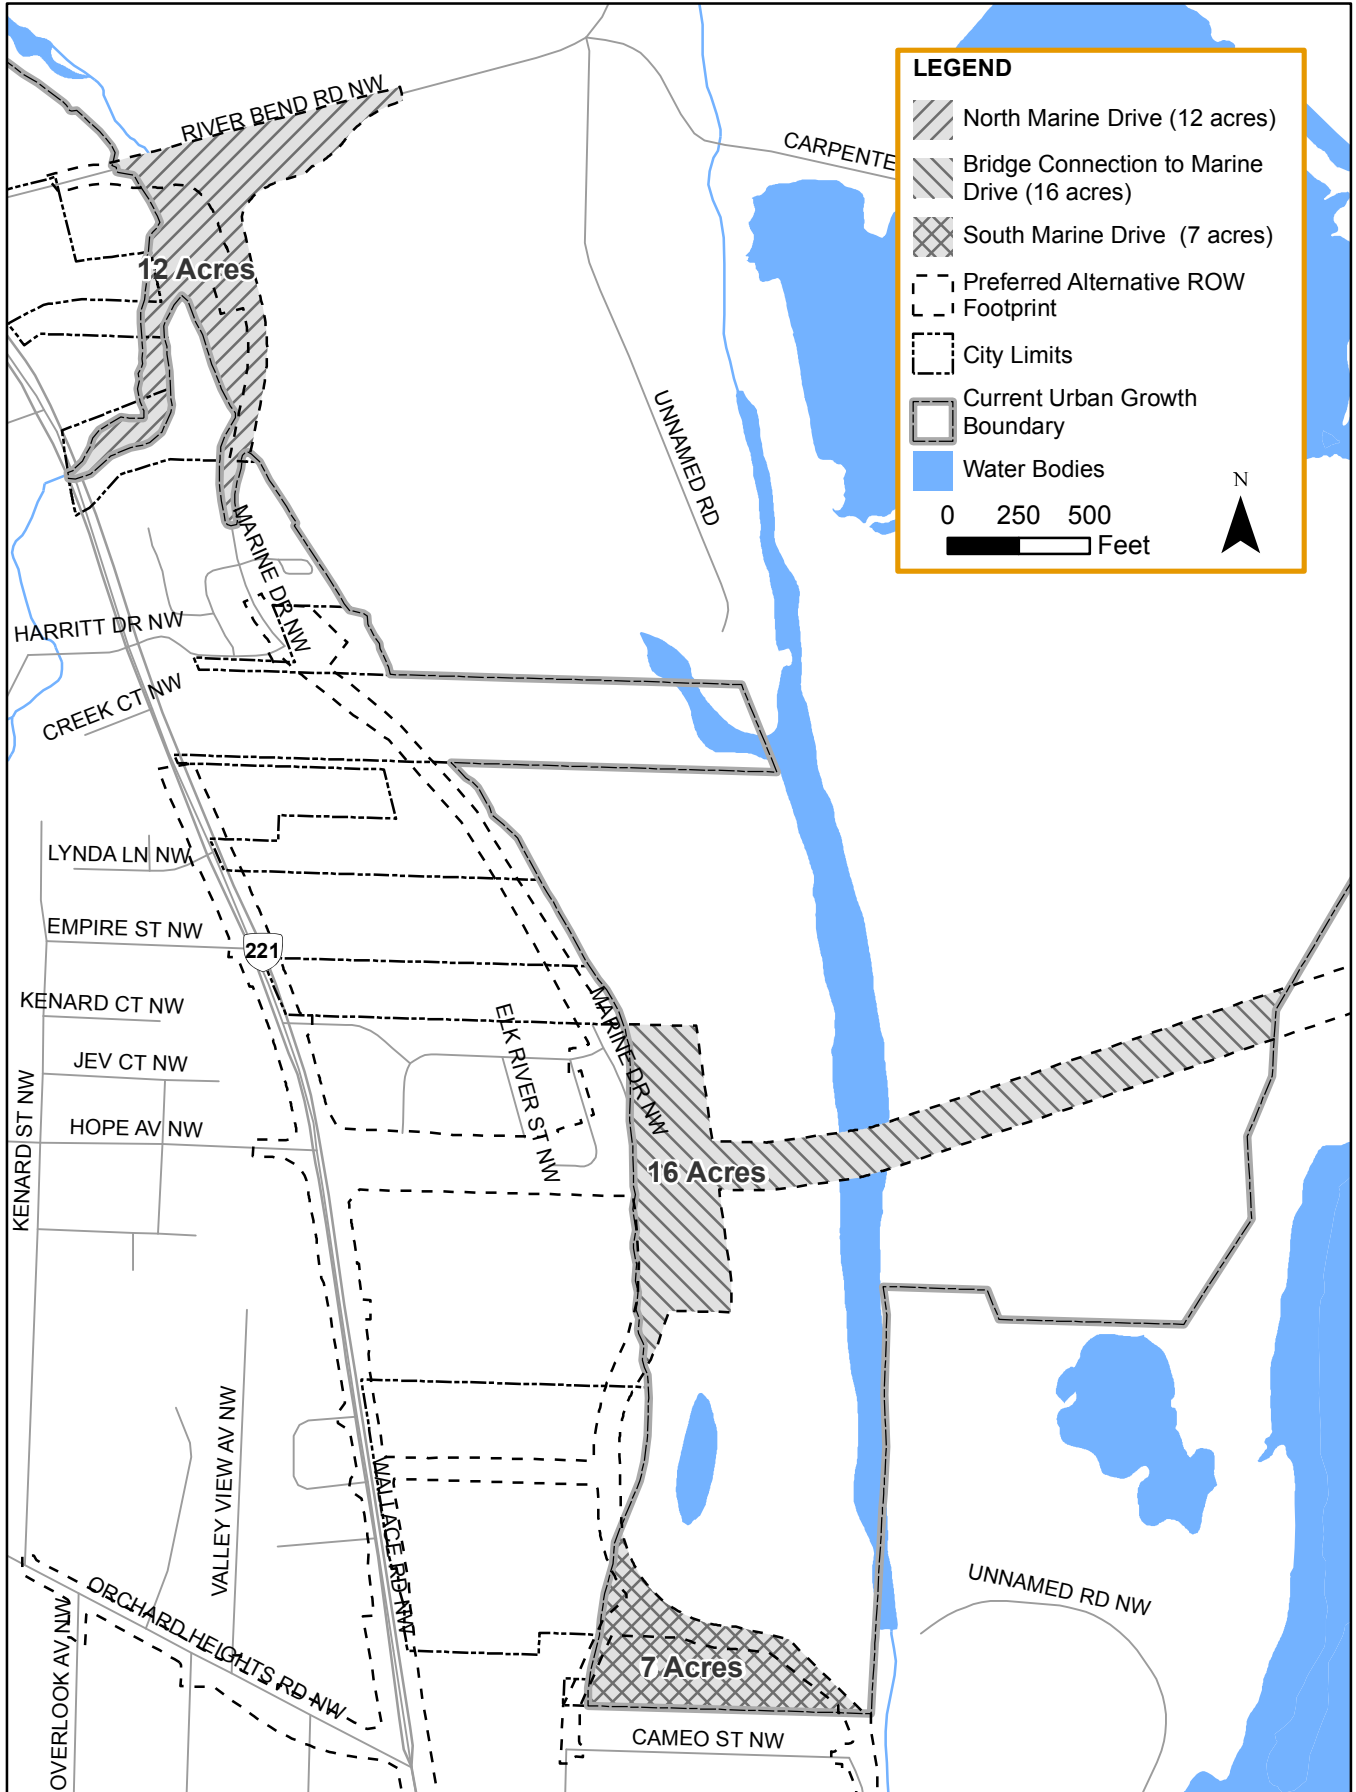 LEGEND
North Marine Drive (12 acres)
Bridge Connection to Marine
Drive (16 acres)
South Marine Drive (7 acres)
Preferred Alternative ROW
Footprint
City Limits
Current Urban Growth
Boundary
Water Bodies
0 250 500
Feet
N
RIVER BEND RD NW
CARPENTE
12 Acres
UNNAMED RD
MARINE DR NW
HARRITT DR NW
CREEK CT NW
LYNDA LN NW
EMPIRE ST NW
221
KENARD CT NW
JEV CT NW
HOPE AV NW
KENARD ST NW
ELK RIVER ST NW
MARINE DR NW
16 Acres
VALLEY VIEW AV NW
WALLACE RD NW
ORCHARD HEIGHTS RD NW
OVERLOOK AV NW
UNNAMED RD NW
7 Acres
CAMEO ST NW